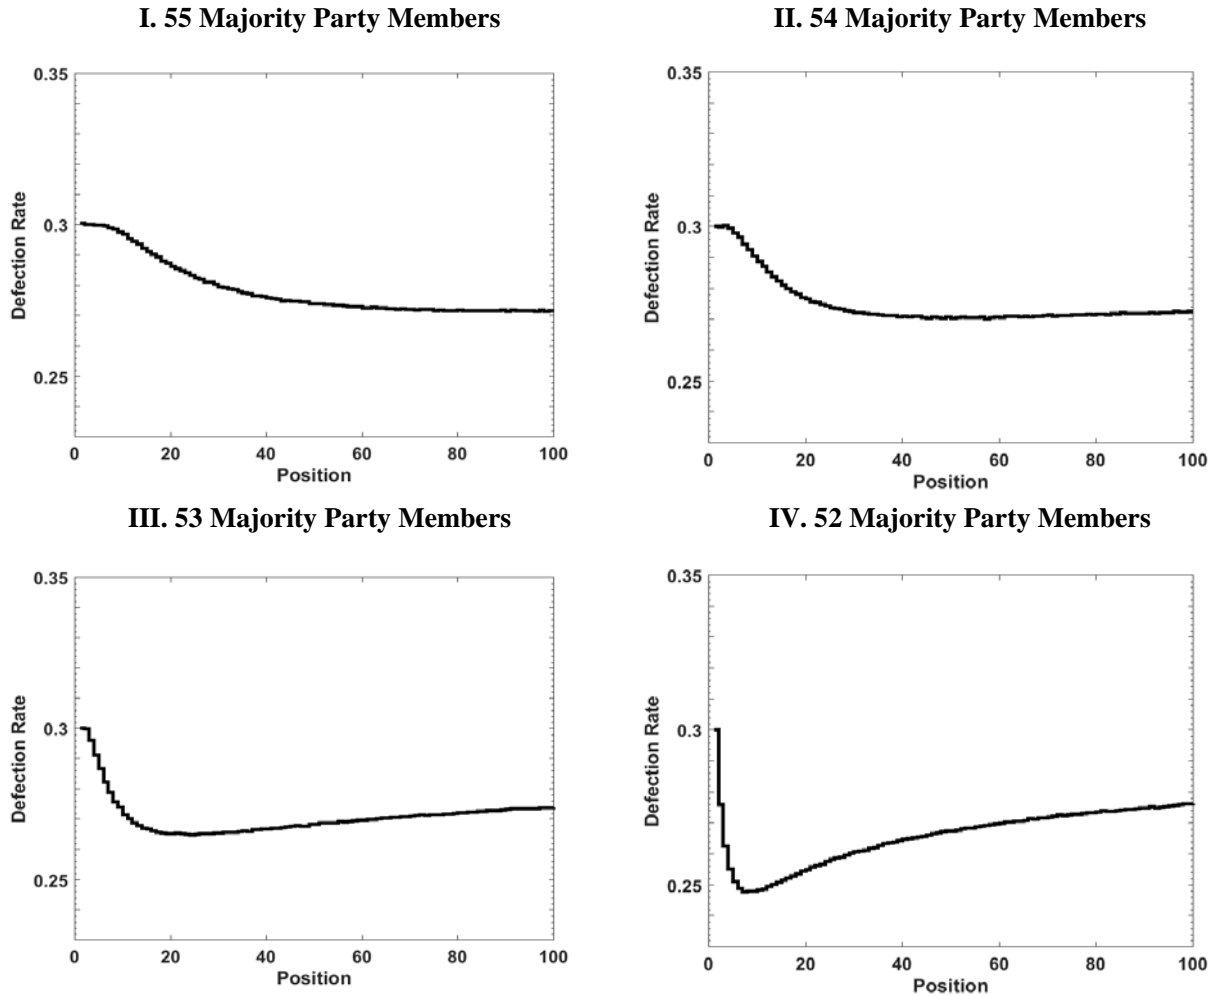 I. 55 Majority Party Members
0.35
0.3
0.25
Defection Rate
0 20 40 60 80 100
Position
II. 54 Majority Party Members
0.35
0.3
0.25
Defection Rate
0 20 40 60 80 100
Position
III. 53 Majority Party Members
0.35
0.3
0.25
Defection Rate
0 20 40 60 80 100
Position
IV. 52 Majority Party Members
0.35
0.3
0.25
Defection Rate
0 20 40 60 80 100
Position